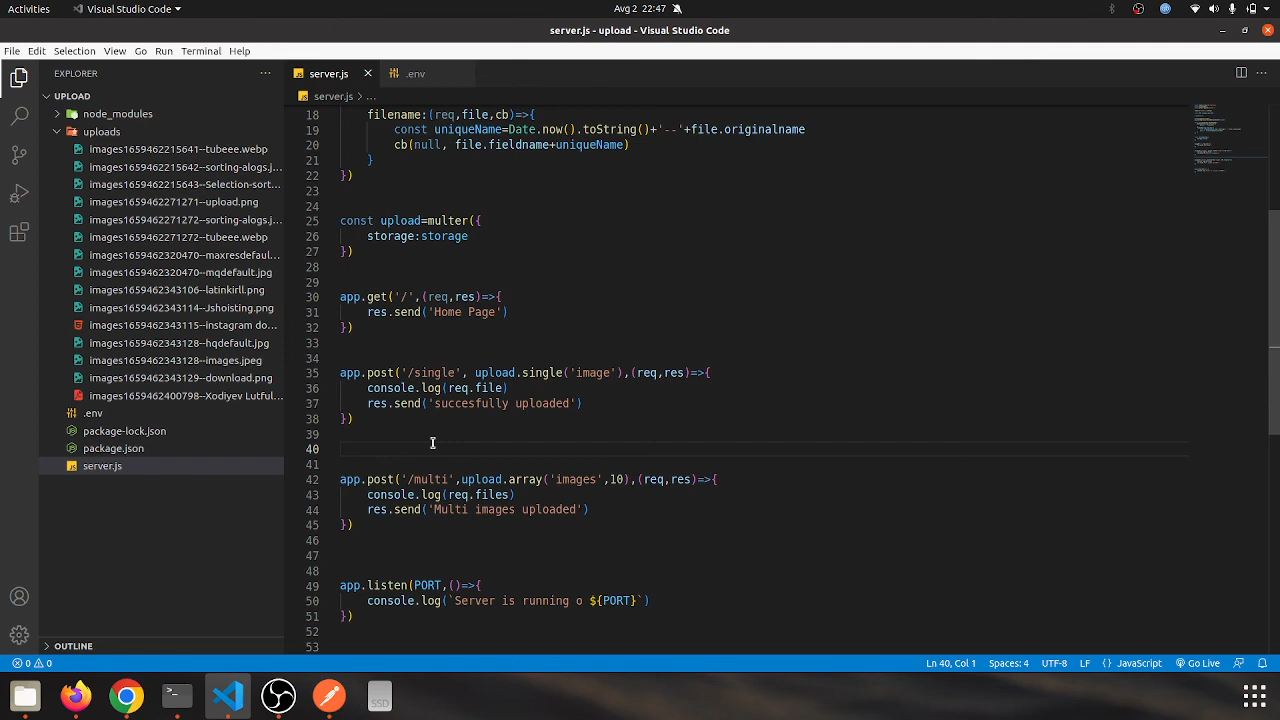 Activities
Visual Studio Code
Avg 2 22:47
server.js - upload - Visual Studio Code
File Edit Selection View Go Run Terminal Help
EXPLORER
server.js
.env
UPLOAD
server.js > ...
node_modules
uploads
images1659462215641--tubeee.webp
images1659462215642--sorting-alogs.j...
images1659462215643--Selection-sort...
images1659462271271--upload.png
images1659462271272--sorting-alogs.j...
images1659462271272--tubeee.webp
images1659462320470--maxresdefaul...
images1659462320470--mqdefault.jpg
images1659462343106--latinkirll.png
images1659462343114--Jshoisting.png
images1659462343115--instagram do...
images1659462343128--hqdefault.jpg
images1659462343128--images.jpeg
images1659462343129--download.png
images1659462400798--Xodiyev Lutful...
.env
package-lock.json
package.json
server.js
OUTLINE
18 filename:(req,file,cb)=>{
19 const uniqueName=Date.now().toString()+'--'+file.originalname
20 cb(null, file.fieldname+uniqueName)
21 }
22 })
23
24
25 const upload=multer({
26 storage:storage
27 })
28
29
30 app.get('/',(req,res)=>{
31 res.send('Home Page')
32 })
33
34
35 app.post('/single', upload.single('image'),(req,res)=>{
36 console.log(req.file)
37 res.send('succesfully uploaded')
38 })
39
40
41
42 app.post('/multi',upload.array('images',10),(req,res)=>{
43 console.log(req.files)
44 res.send('Multi images uploaded')
45 })
46
47
48
49 app.listen(PORT,()=>{
50 console.log(`Server is running o ${PORT}`)
51 })
52
53
0 0
Ln 40, Col 1 Spaces: 4 UTF-8 LF {} JavaScript Go Live
SSD